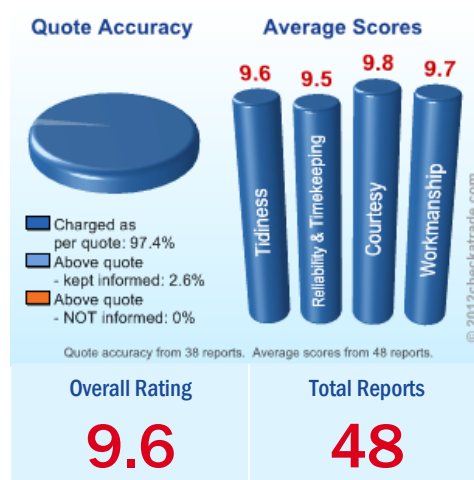 Quote Accuracy
Average Scores
9.6
9.5
9.8
9.7
Tidiness
Reliability & Timekeeping
Courtesy
Workmanship
Charged as
per quote: 97.4%
Above quote
- kept informed: 2.6%
Above quote
- NOT informed: 0%
© 2012checkatrade.com
Quote accuracy from 38 reports. Average scores from 48 reports.
Overall Rating
Total Reports
9.6
48